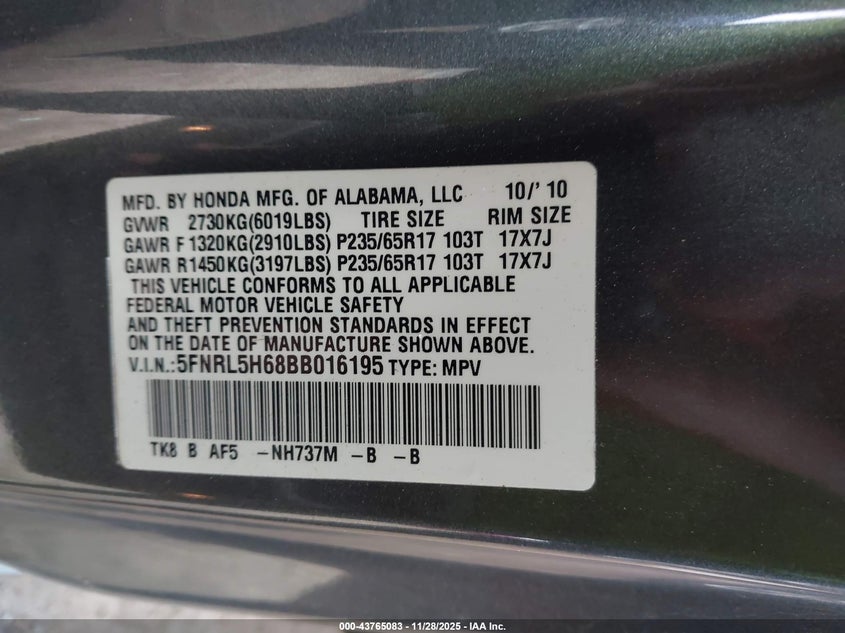 MFD. BY HONDA MFG. OF ALABAMA, LLC 10/'10
GVWR 2730KG(6019LBS) TIRE SIZE RIM SIZE
GAWR F1320KG(2910LBS) P235/65R17 103T 17X7J
GAWR R1450KG(3197LBS) P235/65R17 103T 17X7J
THIS VEHICLE CONFORMS TO ALL APPLICABLE
FEDERAL MOTOR VEHICLE SAFETY
AND THEFT PREVENTION STANDARDS IN EFFECT
ON THE DATE OF MANUFACTURE SHOWN ABOVE.
V.I.N.:5FNRL5H68BB016195 TYPE: MPV
TK8 B AF5 -NH737M -B -B
000-43765083 - 11/28/2025 - IAA Inc.